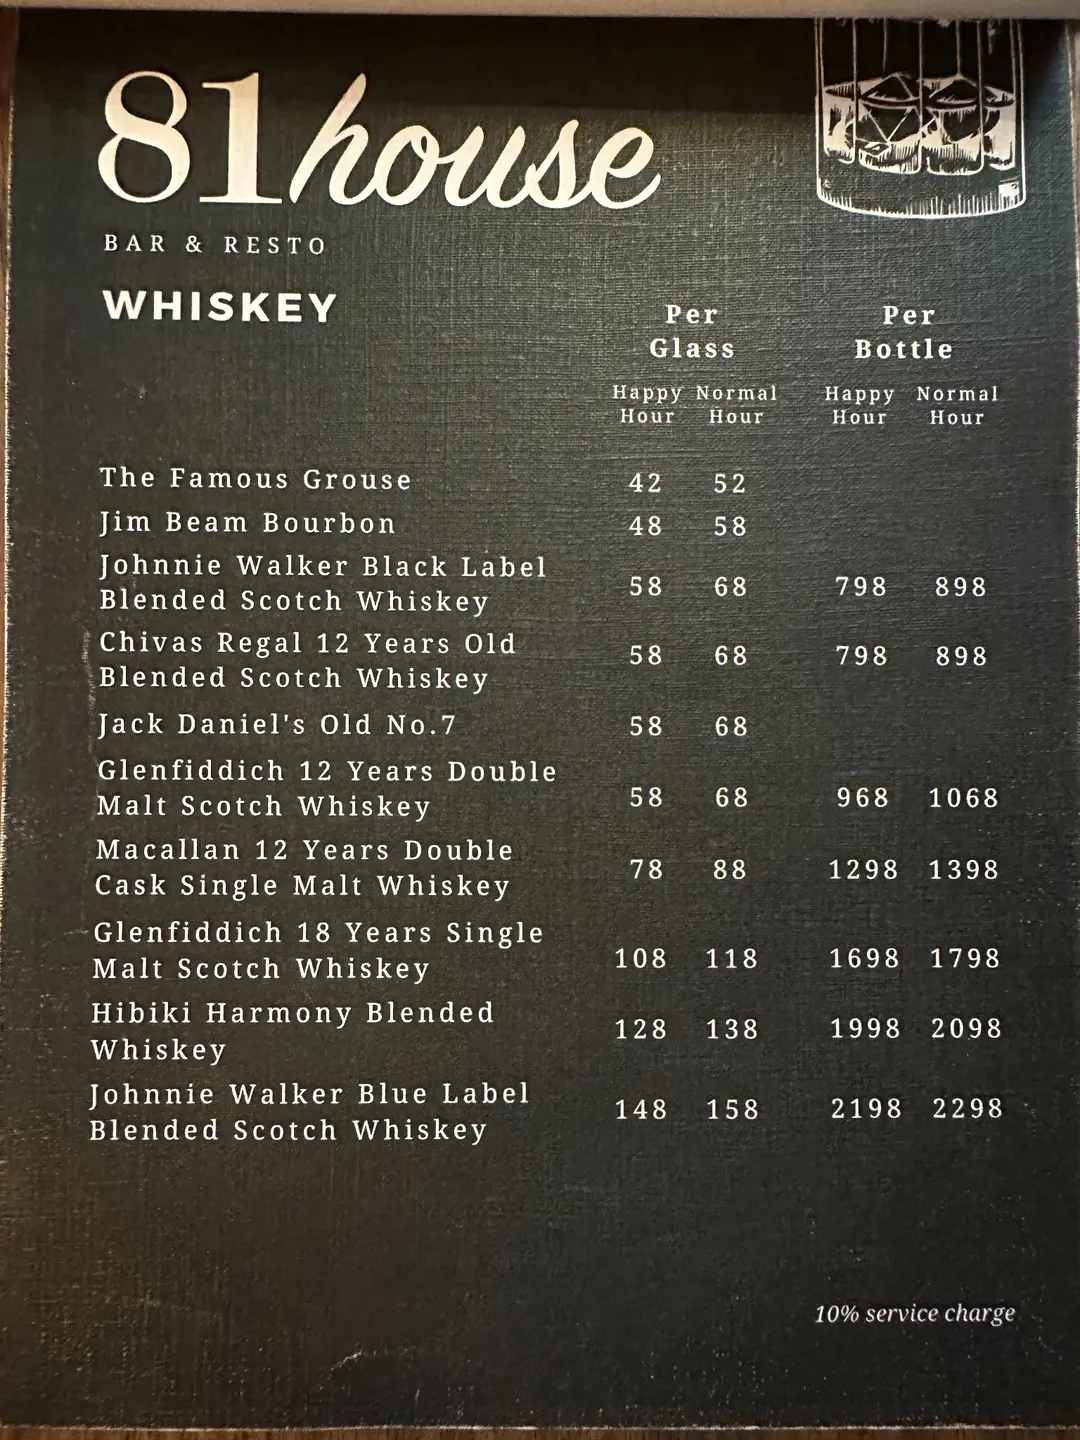 81house
BAR & RESTO
WHISKEY
Per Glass
Per Bottle
Happy Hour
Normal Hour
Happy Hour
Normal Hour
The Famous Grouse 42 52
Jim Beam Bourbon 48 58
Johnnie Walker Black Label
Blended Scotch Whiskey 58 68 798 898
Chivas Regal 12 Years Old
Blended Scotch Whiskey 58 68 798 898
Jack Daniel's Old No.7 58 68
Glenfiddich 12 Years Double
Malt Scotch Whiskey 58 68 968 1068
Macallan 12 Years Double
Cask Single Malt Whiskey 78 88 1298 1398
Glenfiddich 18 Years Single
Malt Scotch Whiskey 108 118 1698 1798
Hibiki Harmony Blended
Whiskey 128 138 1998 2098
Johnnie Walker Blue Label
Blended Scotch Whiskey 148 158 2198 2298
10% service charge